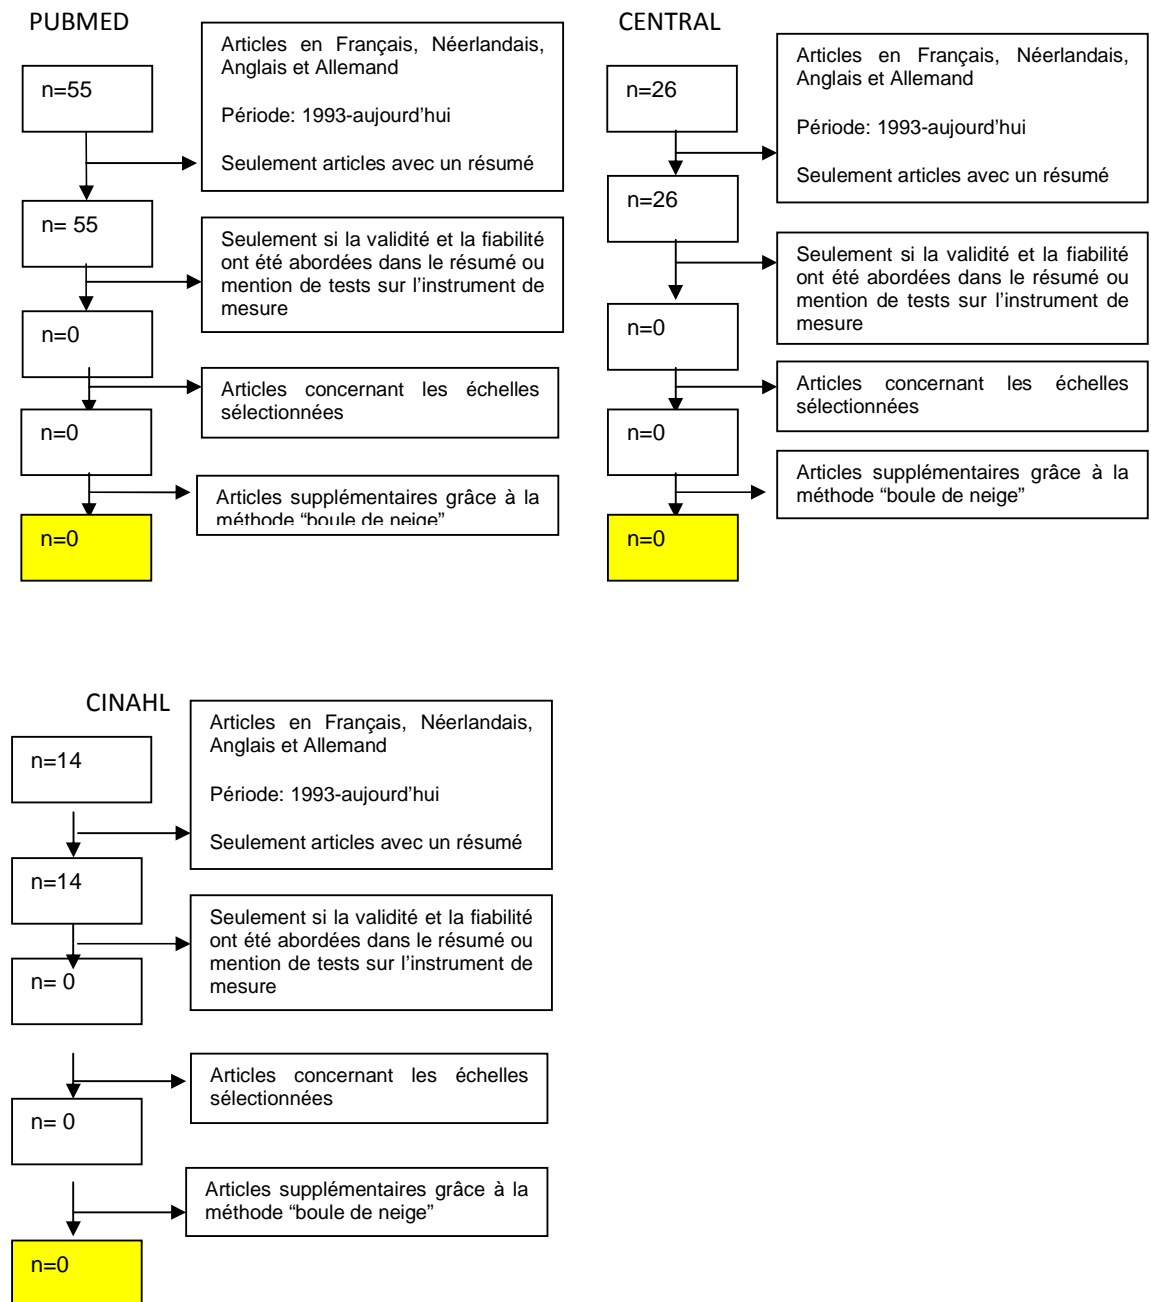 PUBMED
n=55
Articles en Français, Néerlandais,
Anglais et Allemand
Période: 1993-aujourd'hui
Seulement articles avec un résumé
n= 55
Seulement si la validité et la fiabilité
ont été abordées dans le résumé ou
mention de tests sur l'instrument de
mesure
n=0
Articles concernant les échelles
sélectionnées
n=0
Articles supplémentaires grâce à la
méthode "boule de neige"
n=0
CENTRAL
n=26
Articles en Français, Néerlandais,
Anglais et Allemand
Période: 1993-aujourd'hui
Seulement articles avec un résumé
n=26
Seulement si la validité et la fiabilité
ont été abordées dans le résumé ou
mention de tests sur l'instrument de
mesure
n=0
Articles concernant les échelles
sélectionnées
n=0
Articles supplémentaires grâce à la
méthode "boule de neige"
n=0
CINAHL
n=14
Articles en Français, Néerlandais,
Anglais et Allemand
Période: 1993-aujourd'hui
Seulement articles avec un résumé
n=14
Seulement si la validité et la fiabilité
ont été abordées dans le résumé ou
mention de tests sur l'instrument de
mesure
n= 0
Articles concernant les échelles
sélectionnées
n= 0
Articles supplémentaires grâce à la
méthode "boule de neige"
n=0